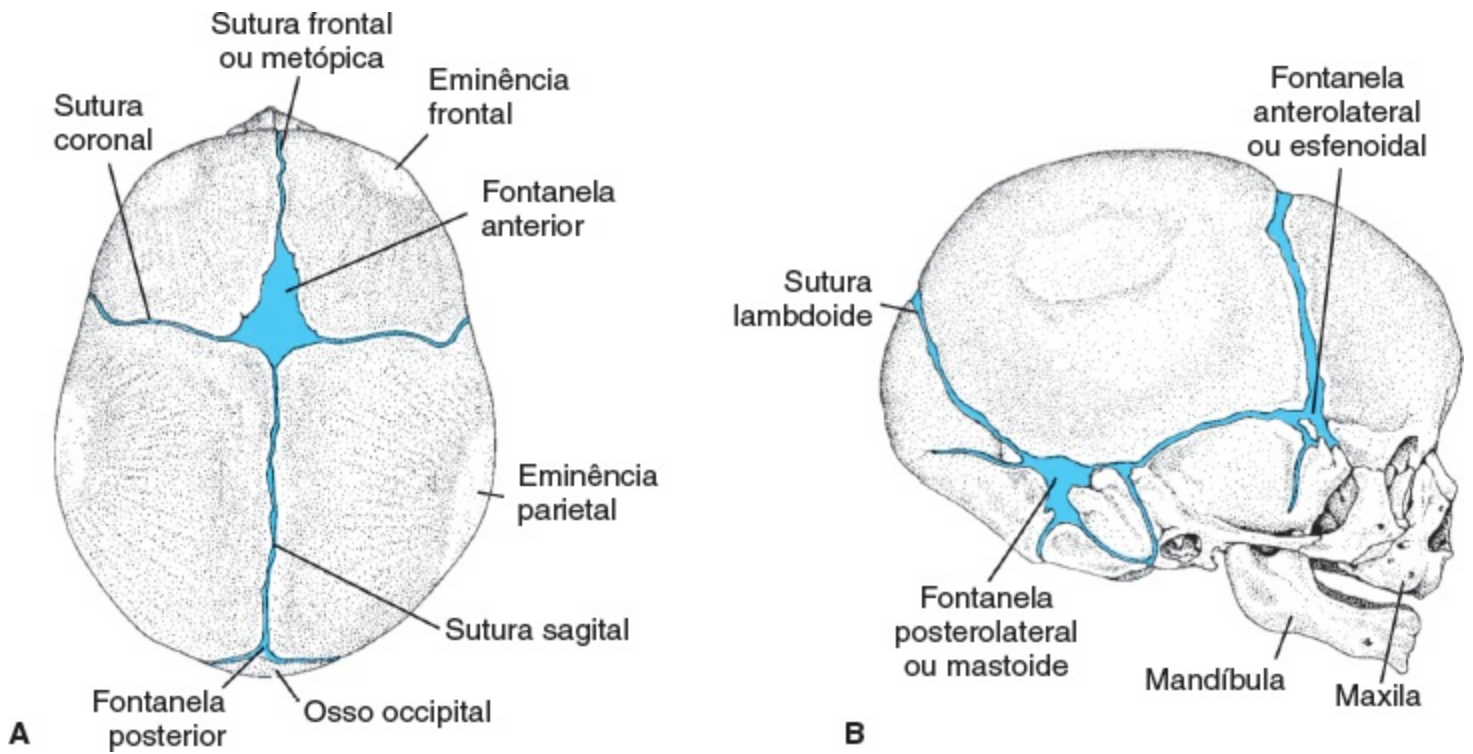 Sutura frontal
ou metópica
Eminência
frontal
Sutura
coronal
Fontanela
anterior
Eminência
parietal
Sutura sagital
Fontanela
posterior
Osso occipital
A
Fontanela
anterolateral
ou esfenoidal
Sutura
lambdoide
Fontanela
posterolateral
ou mastoide
Mandíbula
Maxila
B